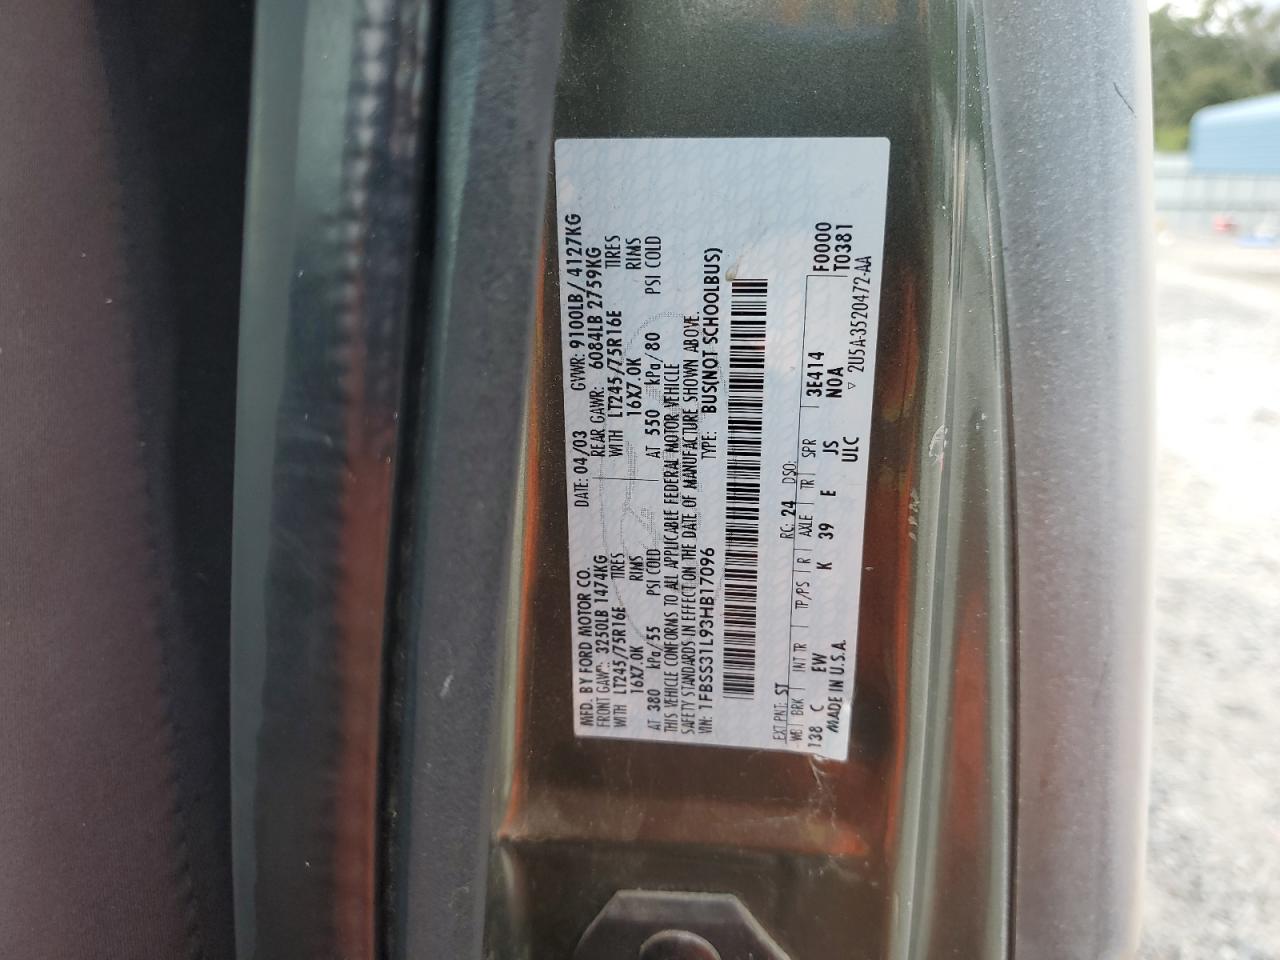 MFD. BY FORD MOTOR CO.
DATE: 04/03 GVWR: 9100LB/ 4127KG
FRONT GAWR: 3250LB 1474KG REAR GAWR: 6084LB 2759KG
WITH LT245/75R16E TIRES WITH LT245/75R16E TIRES
16X7.0K RIMS 16X7.0K RIMS
AT 380 kPa/55 PSI COLD AT 550 kPa/80 PSI COLD
THIS VEHICLE CONFORMS TO ALL APPLICABLE FEDERAL MOTOR VEHICLE
SAFETY STANDARDS IN EFFECT ON THE DATE OF MANUFACTURE SHOWN ABOVE.
VIN: 1FBSS31L93HB17096 TYPE: BUS(NOT SCHOOLBUS)
EXT PNT: ST RC: 24 DSO:
WB BRK INT TR TP/PS R AXLE TR SPR F0000
138 C EW K 39 E JS 3E414 T0381
MADE IN U.S.A. ULC NOA
▽ 2U5A-3520472-AA